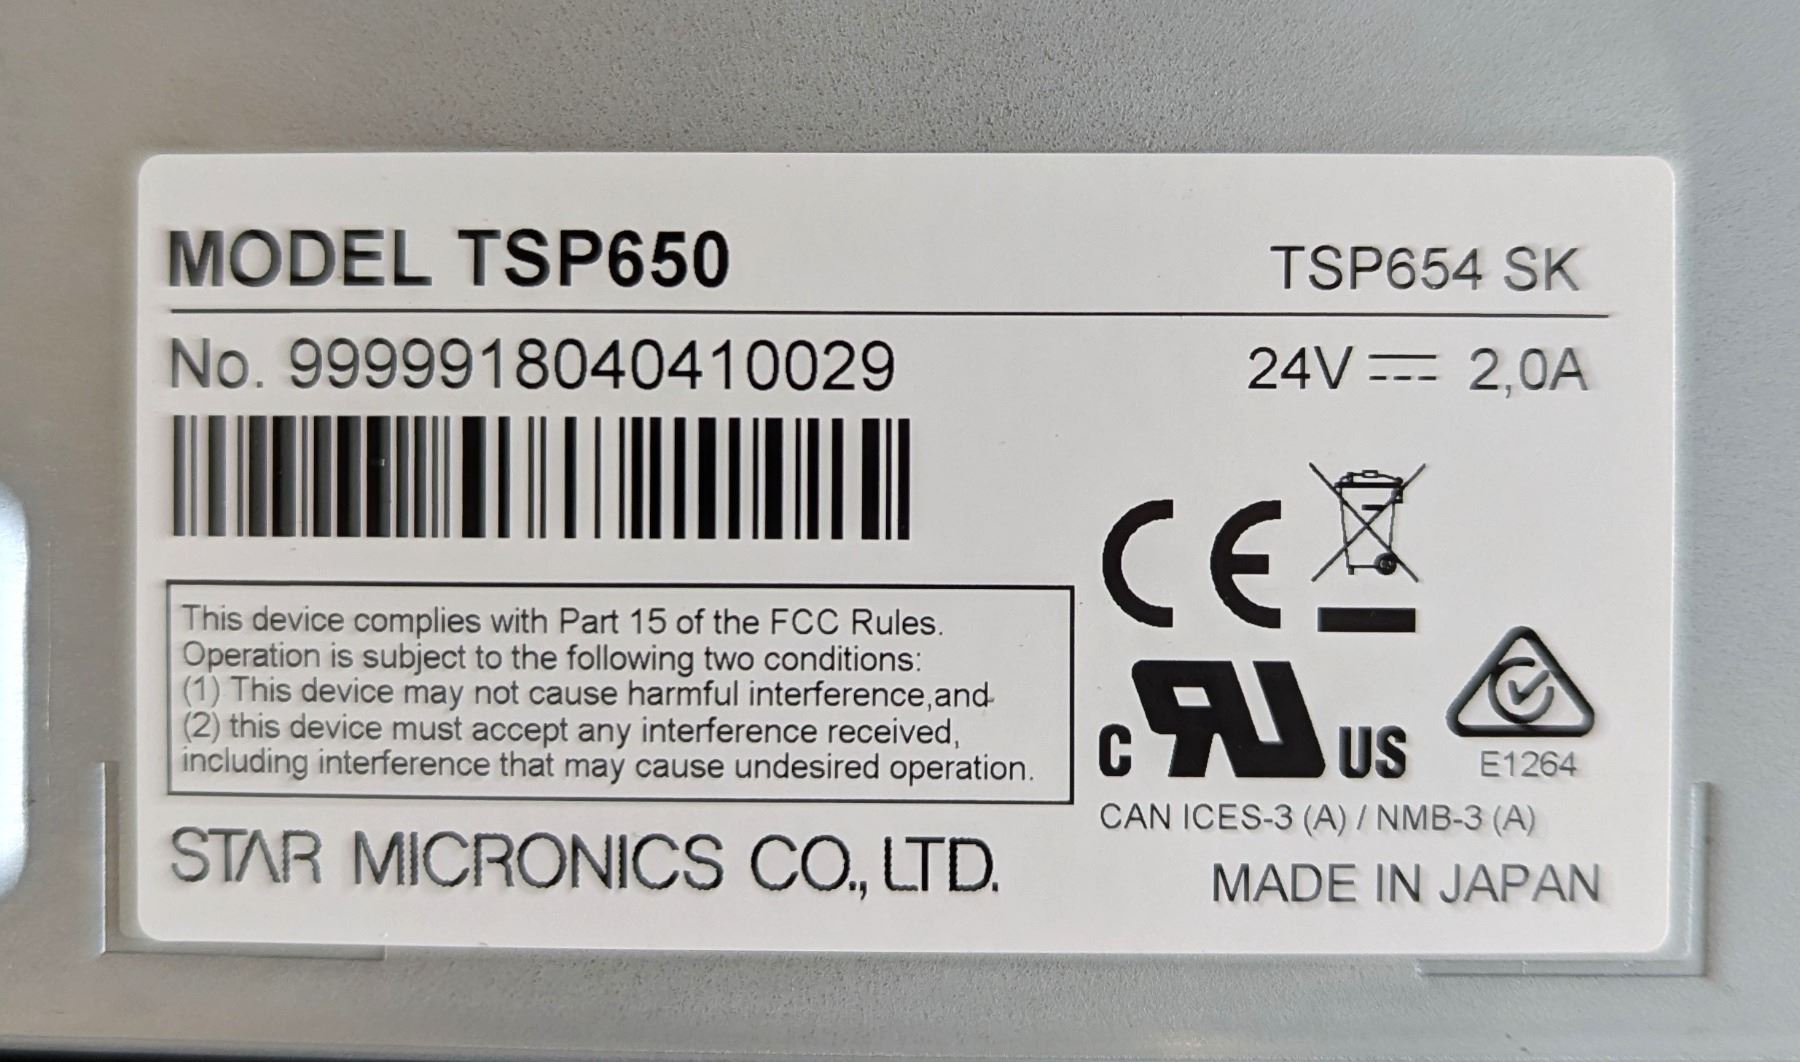 MODEL TSP650
TSP654 SK
No. 9999918040410029
24V 2,0A
This device complies with Part 15 of the FCC Rules.
Operation is subject to the following two conditions:
(1) This device may not cause harmful interference,and
(2) this device must accept any interference received,
including interference that may cause undesired operation.
CE
c RU US
E1264
CAN ICES-3 (A) / NMB-3 (A)
STAR MICRONICS CO., LTD.
MADE IN JAPAN